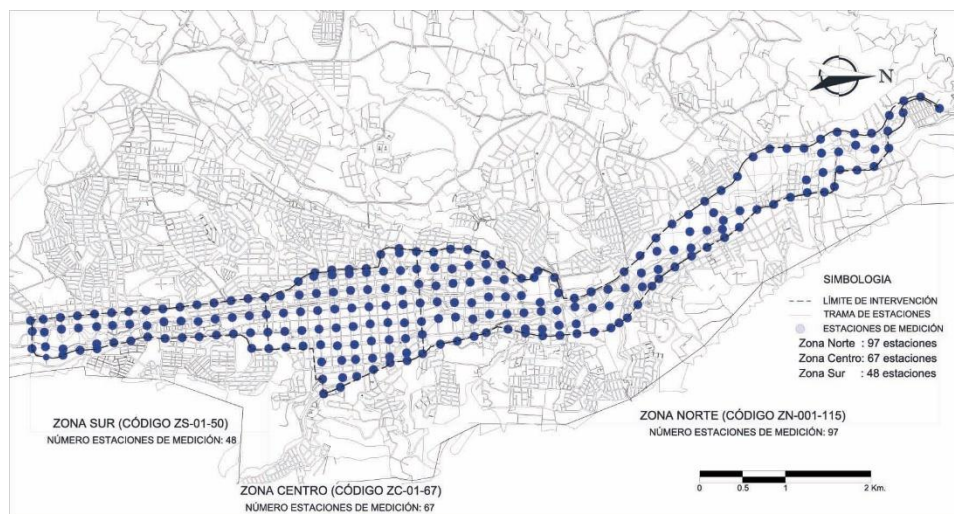 N
SIMBOLOGIA
LÍMITE DE INTERVENCIÓN
TRAMA DE ESTACIONES
ESTACIONES DE MEDICIÓN
Zona Norte : 97 estaciones
Zona Centro: 67 estaciones
Zona Sur : 48 estaciones
ZONA SUR (CÓDIGO ZS-01-50)
NÚMERO ESTACIONES DE MEDICIÓN: 48
ZONA NORTE (CÓDIGO ZN-001-115)
NÚMERO ESTACIONES DE MEDICIÓN: 97
ZONA CENTRO (CÓDIGO ZC-01-67)
NÚMERO ESTACIONES DE MEDICIÓN: 67
0 0.5 1 2 Km.